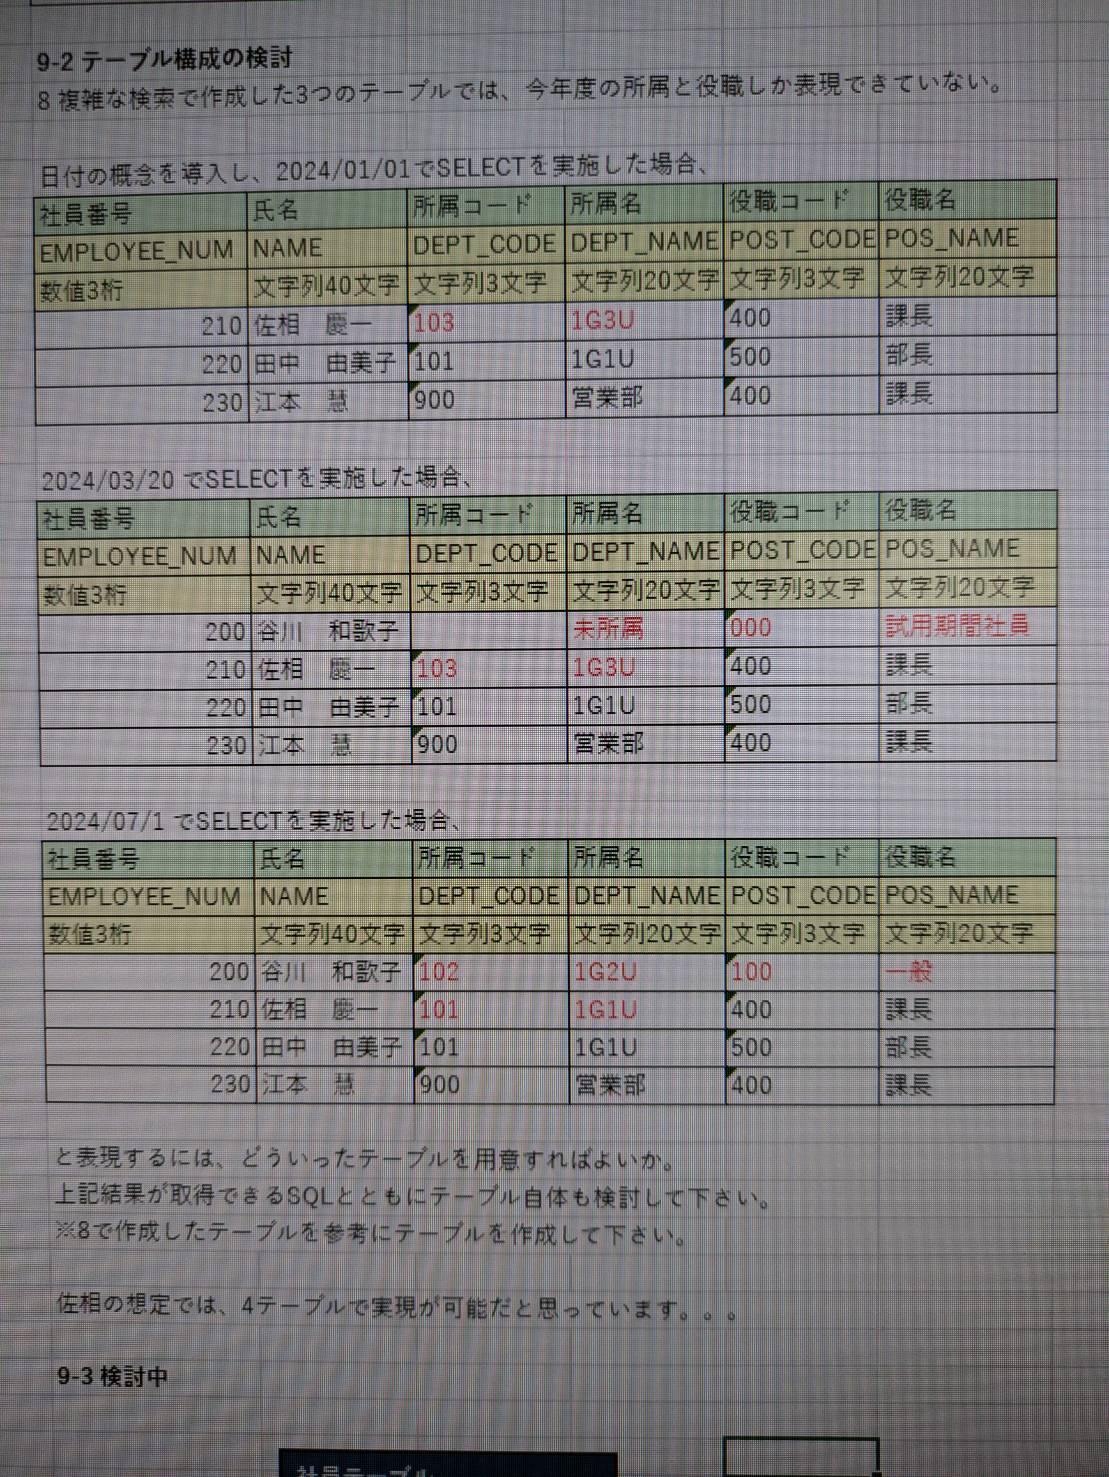 9-2 テーブル構成の検討
8 複雑な検索で作成した3つのテーブルでは、今年度の所属と役職しか表現できていない。
日付の概念を導入し、2024/01/01でSELECTを実施した場合、
社員番号 氏名 所属コード 所属名 役職コード 役職名
EMPLOYEE_NUM NAME DEPT_CODE DEPT_NAME POST_CODE POS_NAME
数値3桁 文字列40文字 文字列3文字 文字列20文字 文字列3文字 文字列20文字
210 佐相 慶一 103 1G3U 400 課長
220 田中 由美子 101 1G1U 500 部長
230 江本 慧 900 営業部 400 課長
2024/03/20 でSELECTを実施した場合、
社員番号 氏名 所属コード 所属名 役職コード 役職名
EMPLOYEE_NUM NAME DEPT_CODE DEPT_NAME POST_CODE POS_NAME
数値3桁 文字列40文字 文字列3文字 文字列20文字 文字列3文字 文字列20文字
200 谷川 和歌子 未所属 000 試用期間社員
210 佐相 慶一 103 1G3U 400 課長
220 田中 由美子 101 1G1U 500 部長
230 江本 慧 900 営業部 400 課長
2024/07/1 でSELECTを実施した場合、
社員番号 氏名 所属コード 所属名 役職コード 役職名
EMPLOYEE_NUM NAME DEPT_CODE DEPT_NAME POST_CODE POS_NAME
数値3桁 文字列40文字 文字列3文字 文字列20文字 文字列3文字 文字列20文字
200 谷川 和歌子 102 1G2U 100 一般
210 佐相 慶一 101 1G1U 400 課長
220 田中 由美子 101 1G1U 500 部長
230 江本 慧 900 営業部 400 課長
と表現するには、どういったテーブルを用意すればよいか。
上記結果が取得できるSQLとともにテーブル自体も検討して下さい。
※8で作成したテーブルを参考にテーブルを作成して下さい。
佐相の想定では、4テーブルで実現が可能だと思っています。。。
9-3 検討中
社員テーブル